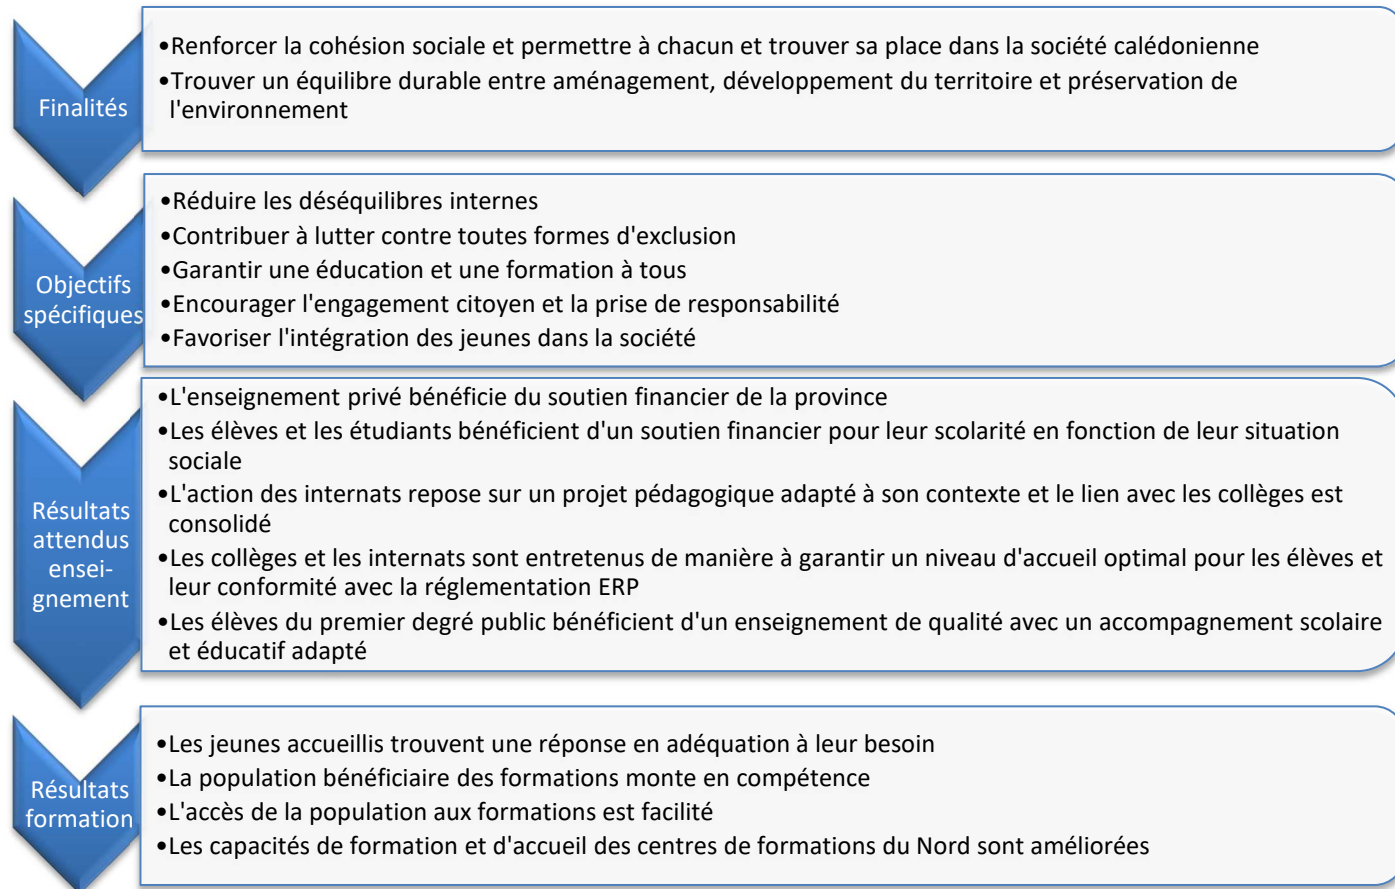 Finalités
•Renforcer la cohésion sociale et permettre à chacun et trouver sa place dans la société calédonienne
•Trouver un équilibre durable entre aménagement, développement du territoire et préservation de
l'environnement
Objectifs
spécifiques
•Réduire les déséquilibres internes
•Contribuer à lutter contre toutes formes d'exclusion
•Garantir une éducation et une formation à tous
•Encourager l'engagement citoyen et la prise de responsabilité
•Favoriser l'intégration des jeunes dans la société
Résultats
attendus
ensei-
gnement
•L'enseignement privé bénéficie du soutien financier de la province
•Les élèves et les étudiants bénéficient d'un soutien financier pour leur scolarité en fonction de leur situation
sociale
•L'action des internats repose sur un projet pédagogique adapté à son contexte et le lien avec les collèges est
consolidé
•Les collèges et les internats sont entretenus de manière à garantir un niveau d'accueil optimal pour les élèves et
leur conformité avec la réglementation ERP
•Les élèves du premier degré public bénéficient d'un enseignement de qualité avec un accompagnement scolaire
et éducatif adapté
Résultats
formation
•Les jeunes accueillis trouvent une réponse en adéquation à leur besoin
•La population bénéficiaire des formations monte en compétence
•L'accès de la population aux formations est facilité
•Les capacités de formation et d'accueil des centres de formations du Nord sont améliorées